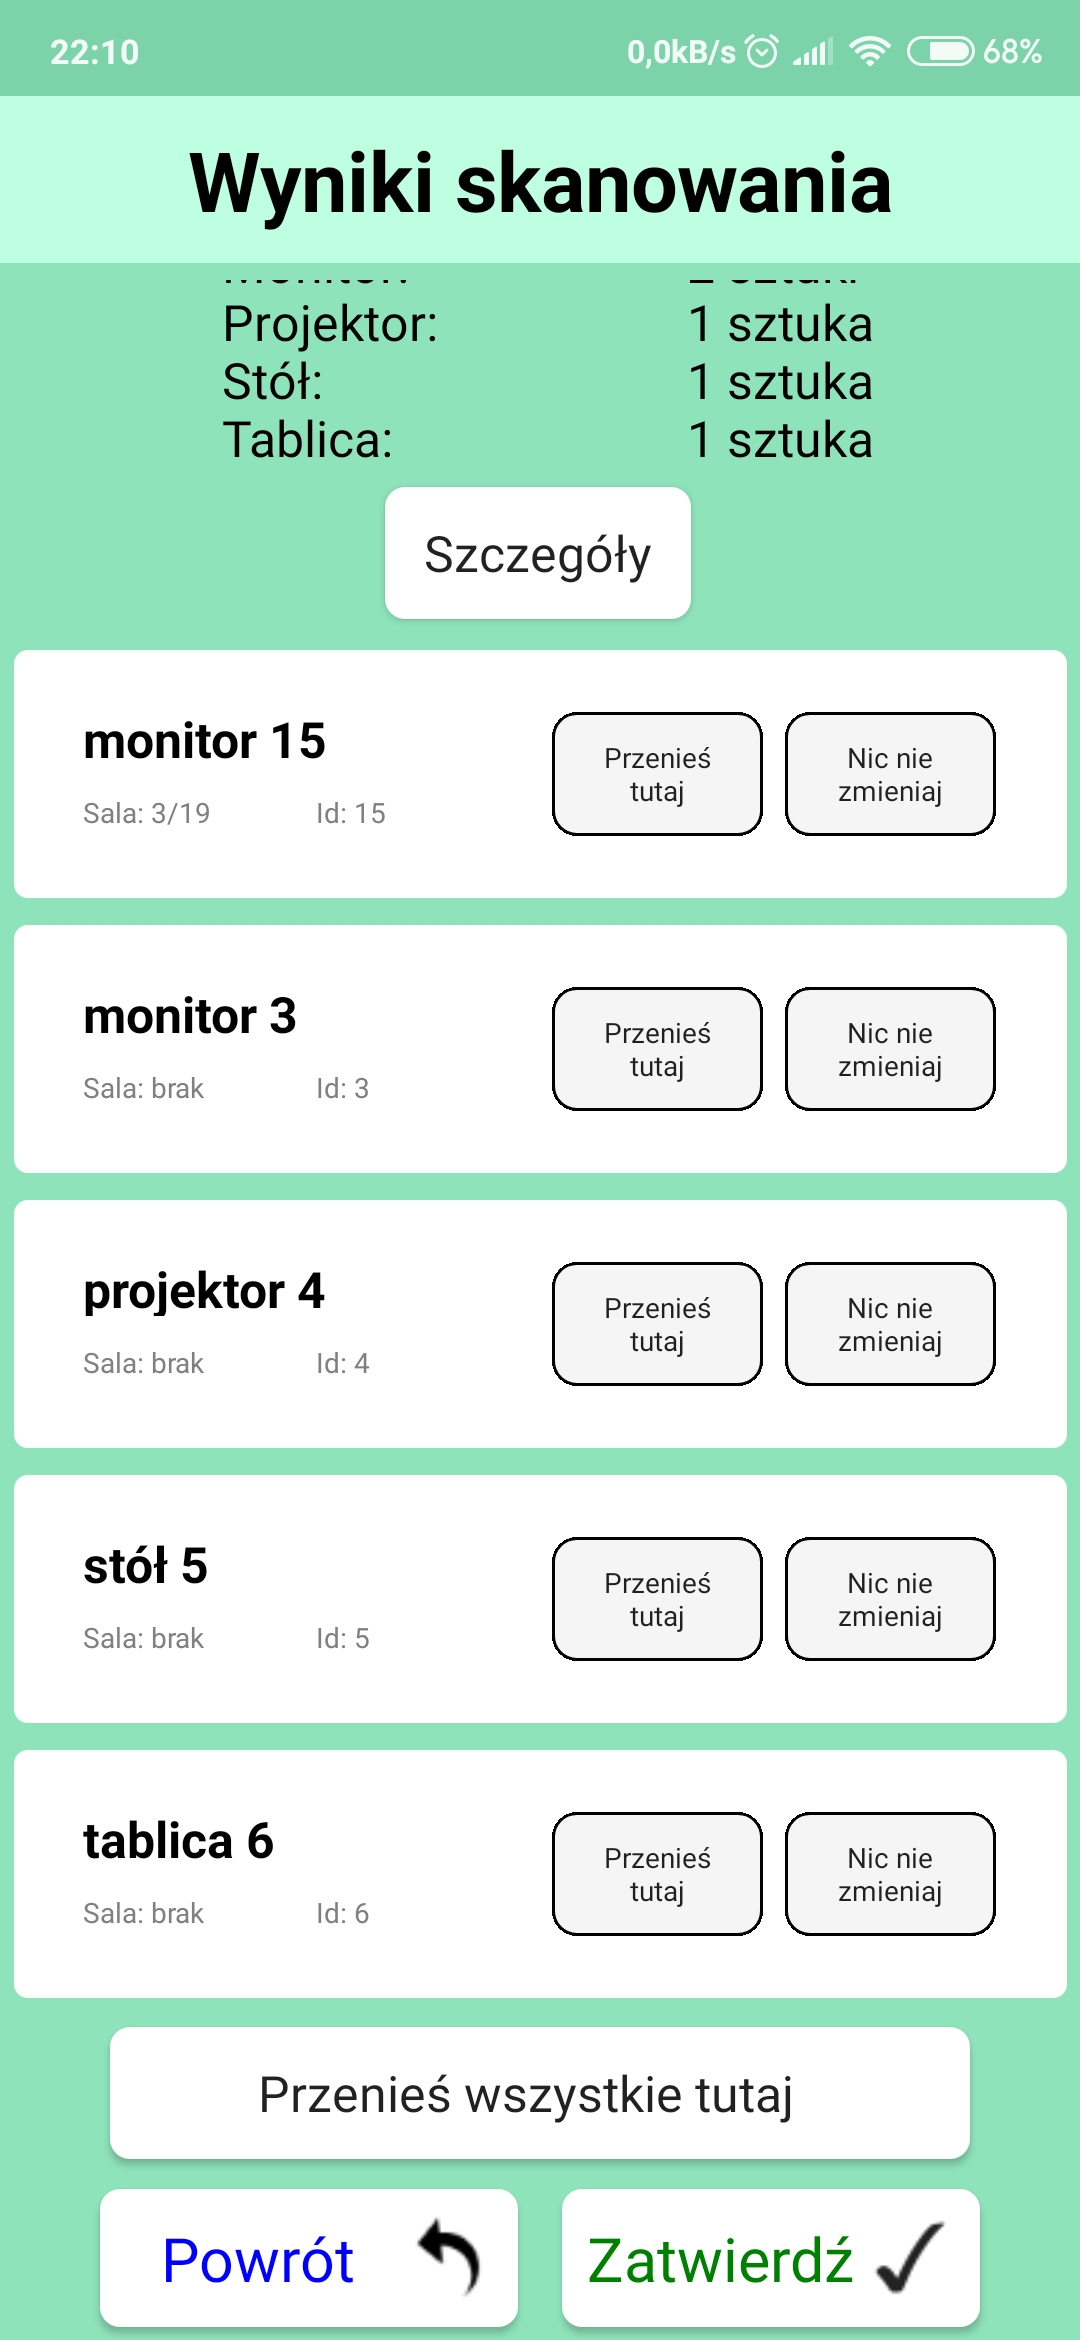 22:10 0,0kB/s 68%
Wyniki skanowania
Projektor: 1 sztuka
Stół: 1 sztuka
Tablica: 1 sztuka
Szczegóły
monitor 15
Sala: 3/19 Id: 15
Przenieś
tutaj
Nic nie
zmieniaj
monitor 3
Sala: brak Id: 3
Przenieś
tutaj
Nic nie
zmieniaj
projektor 4
Sala: brak Id: 4
Przenieś
tutaj
Nic nie
zmieniaj
stół 5
Sala: brak Id: 5
Przenieś
tutaj
Nic nie
zmieniaj
tablica 6
Sala: brak Id: 6
Przenieś
tutaj
Nic nie
zmieniaj
Przenieś wszystkie tutaj
Powrót
Zatwierdź